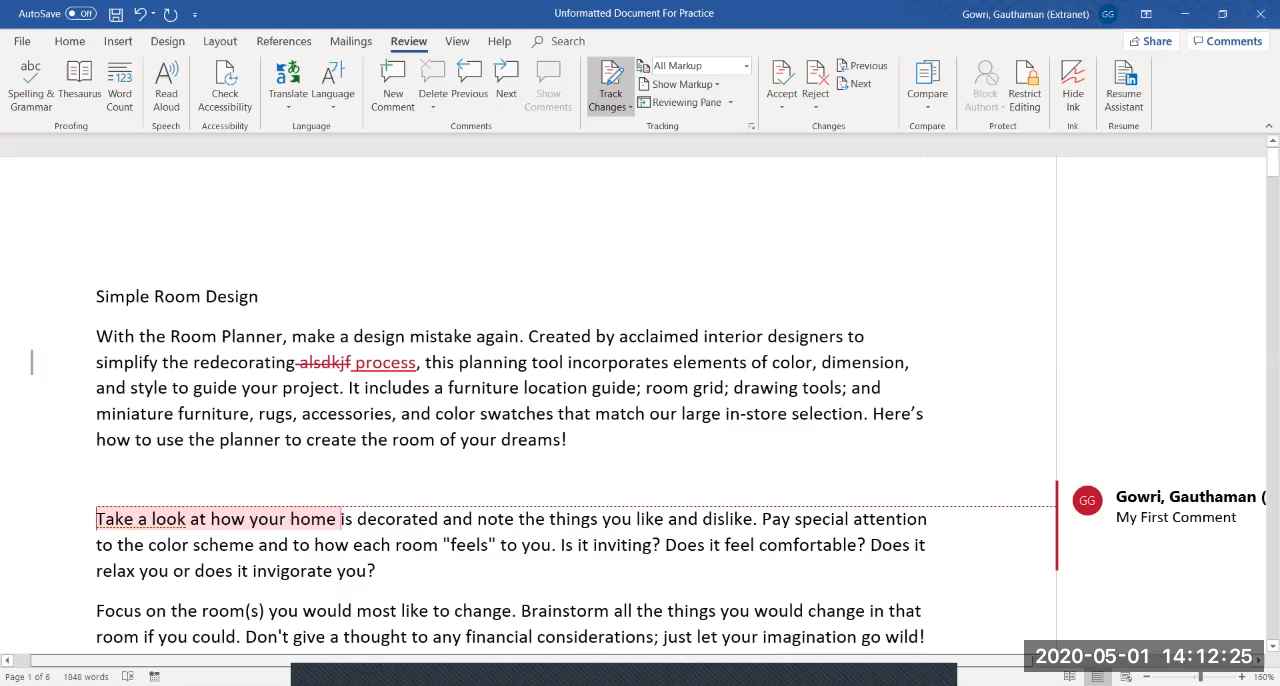 AutoSave Off Unformatted Document For Practice Gowri, Gauthaman (Extranet) GG
File Home Insert Design Layout References Mailings Review View Help Search Share Comments
abc
Spelling & Grammar Thesaurus 123 Word Count Read Aloud Check Accessibility Translate Language New Comment Delete Previous Next Show Comments Track Changes All Markup Show Markup Reviewing Pane Accept Reject Previous Next Compare Block Authors Restrict Editing Hide Ink Resume Assistant
Proofing Speech Accessibility Language Comments Tracking Changes Compare Protect Ink Resume
Simple Room Design
With the Room Planner, make a design mistake again. Created by acclaimed interior designers to
simplify the redecorating alsdkjf process, this planning tool incorporates elements of color, dimension,
and style to guide your project. It includes a furniture location guide; room grid; drawing tools; and
miniature furniture, rugs, accessories, and color swatches that match our large in-store selection. Here’s
how to use the planner to create the room of your dreams!
Take a look at how your home is decorated and note the things you like and dislike. Pay special attention
to the color scheme and to how each room "feels" to you. Is it inviting? Does it feel comfortable? Does it
relax you or does it invigorate you?
Focus on the room(s) you would most like to change. Brainstorm all the things you would change in that
room if you could. Don't give a thought to any financial considerations; just let your imagination go wild!
GG Gowri, Gauthaman (
My First Comment
2020-05-01 14:12:25
Page 1 of 6 1848 words 160%